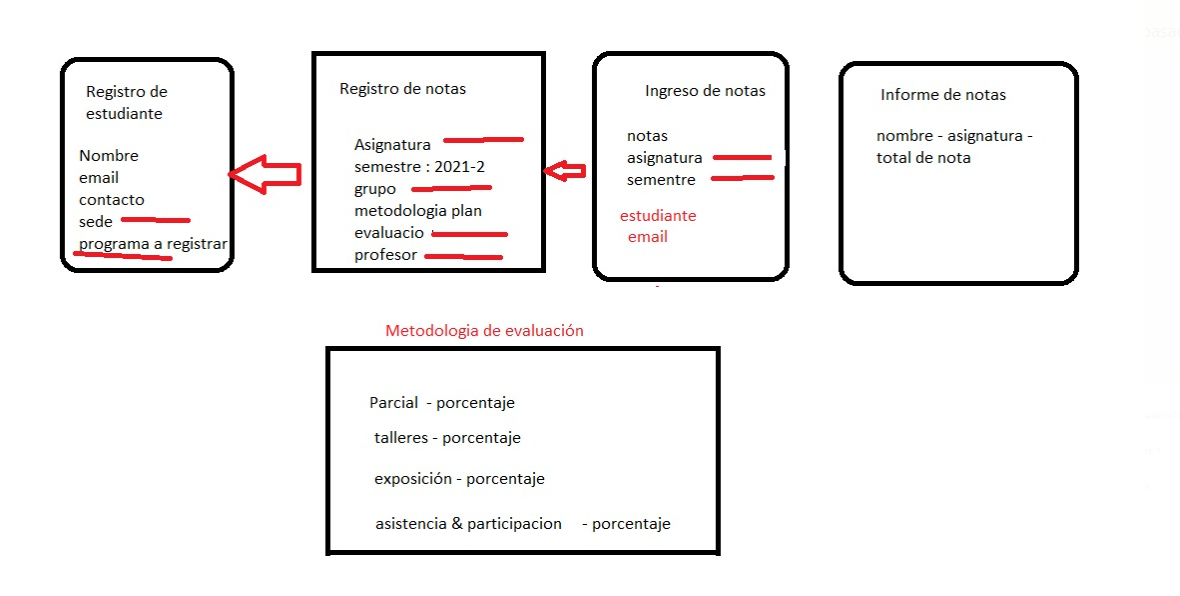 Registro de
estudiante
Nombre
email
contacto
sede
programa a registrar
Registro de notas
Asignatura
semestre : 2021-2
grupo
metodologia plan
evaluacio
profesor
Ingreso de notas
notas
asignatura
sementre
estudiante
email
Informe de notas
nombre - asignatura -
total de nota
Metodologia de evaluación
Parcial - porcentaje
talleres - porcentaje
exposición - porcentaje
asistencia & participacion - porcentaje